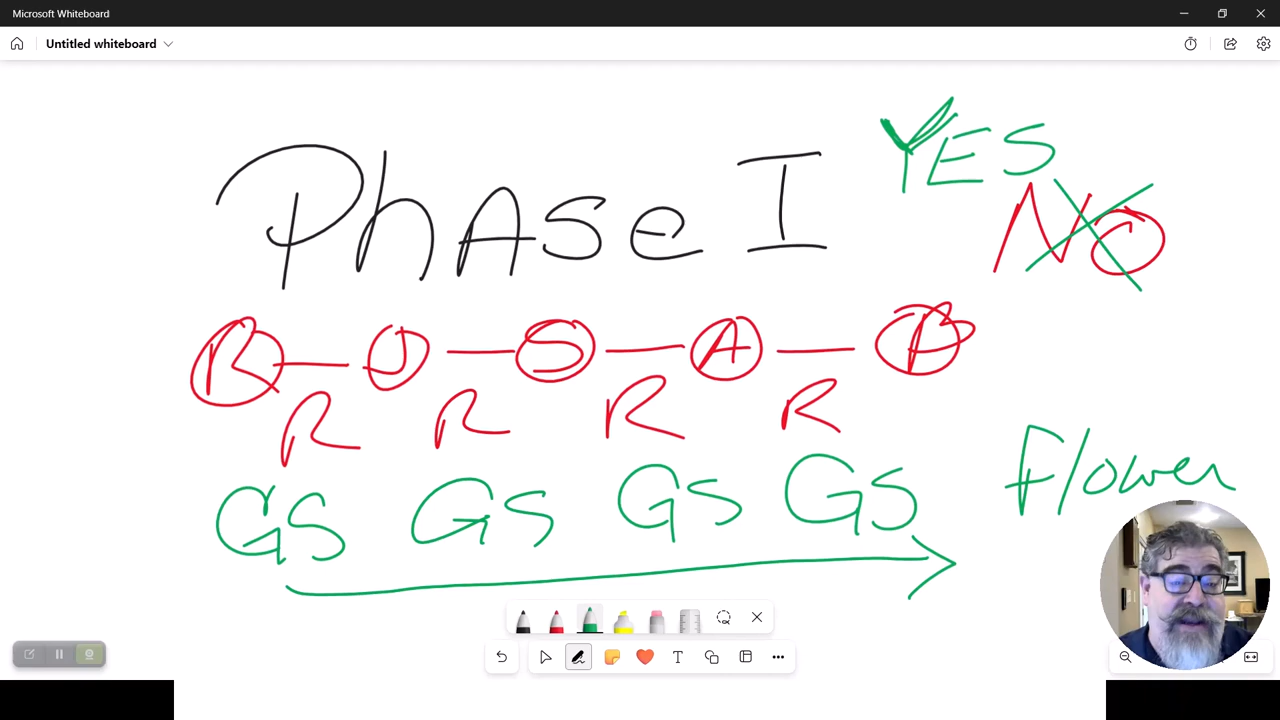 Microsoft Whiteboard
Untitled whiteboard
Phase I
YES
NO
R J S A B
R R R R
GS GS GS GS
Flower
T